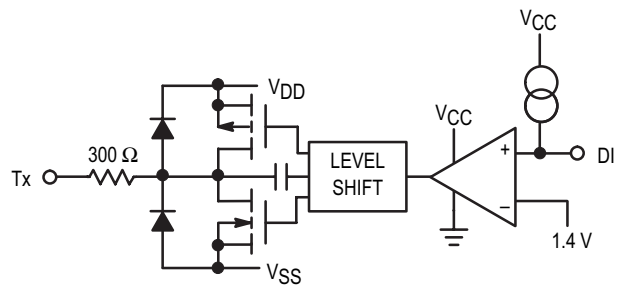 VCC
VDD
VCC
300 Ω
Tx
LEVEL
SHIFT
+
DI
–
1.4 V
VSS